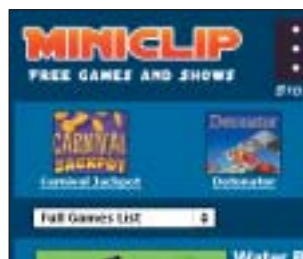 MINICLIP
FREE GAMES AND SHOWS
CARNIVAL
JACKPOT
Detonator
Carnival Jackpot
Detonator
Full Games List
Water